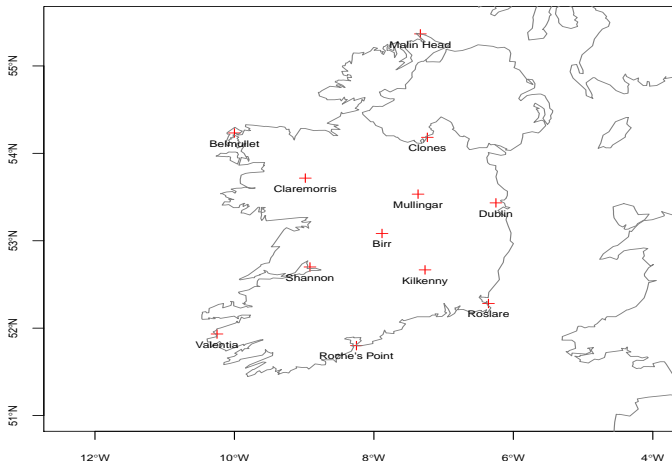 55°N
54°N
53°N
52°N
51°N
Malin Head
Belmullet
Clones
Claremorris
Mullingar
Dublin
Birr
Shannon
Kilkenny
Roslare
Valentia
Roche's Point
12°W
10°W
8°W
6°W
4°W